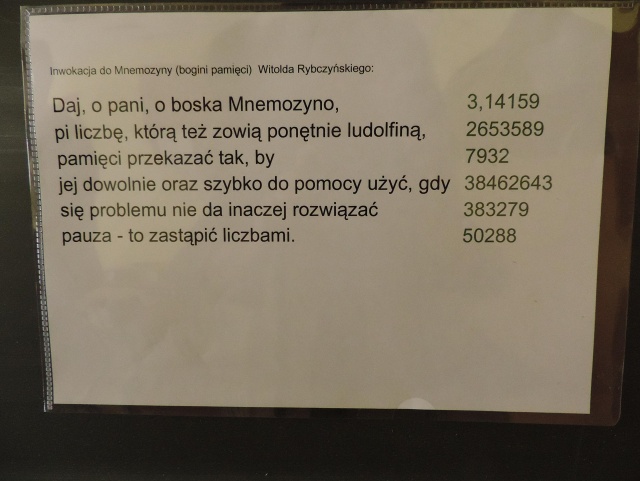 Inwokacja do Mnemozyny (bogini pamięci) Witolda Rybczyńskiego:
Daj, o pani, o boska Mnemozyno, 3,14159
pi liczbę, którą też zowią ponętnie ludolfiną, 2653589
pamięci przekazać tak, by 7932
jej dowolnie oraz szybko do pomocy użyć, gdy 38462643
się problemu nie da inaczej rozwiązać 383279
pauza - to zastąpić liczbami. 50288